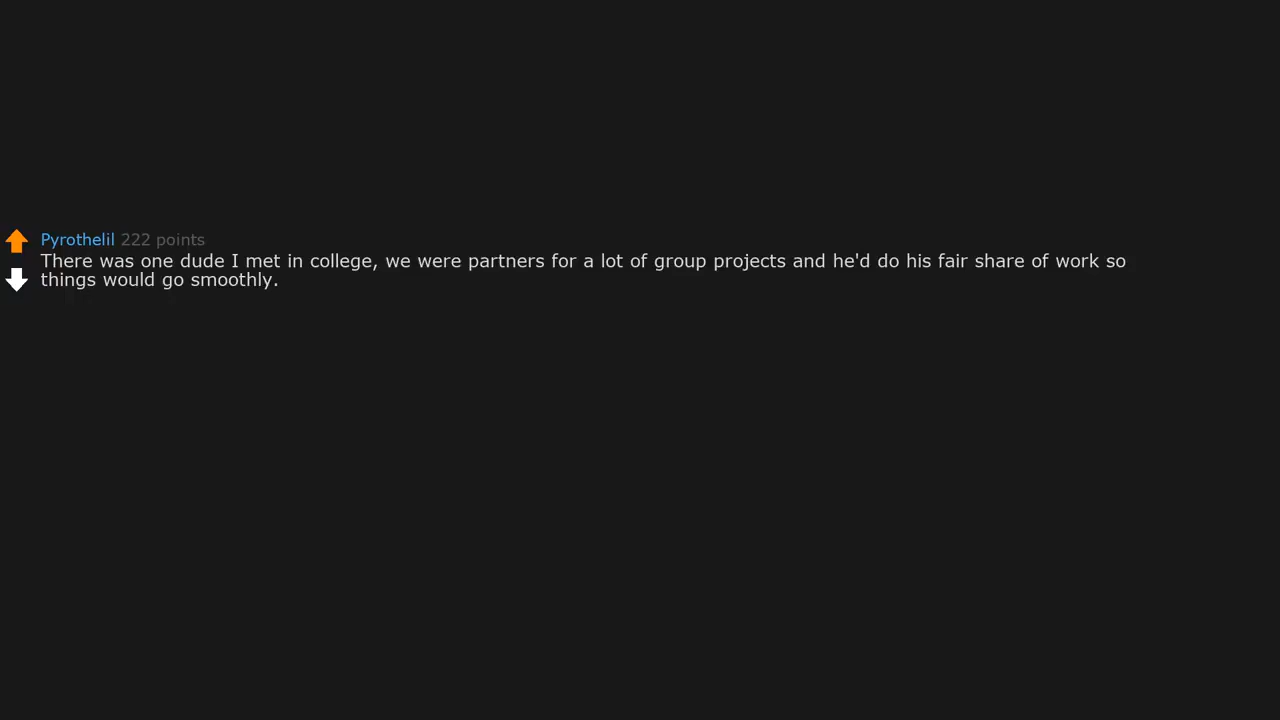 Pyrothelil 222 points
There was one dude I met in college, we were partners for a lot of group projects and he'd do his fair share of work so
things would go smoothly.